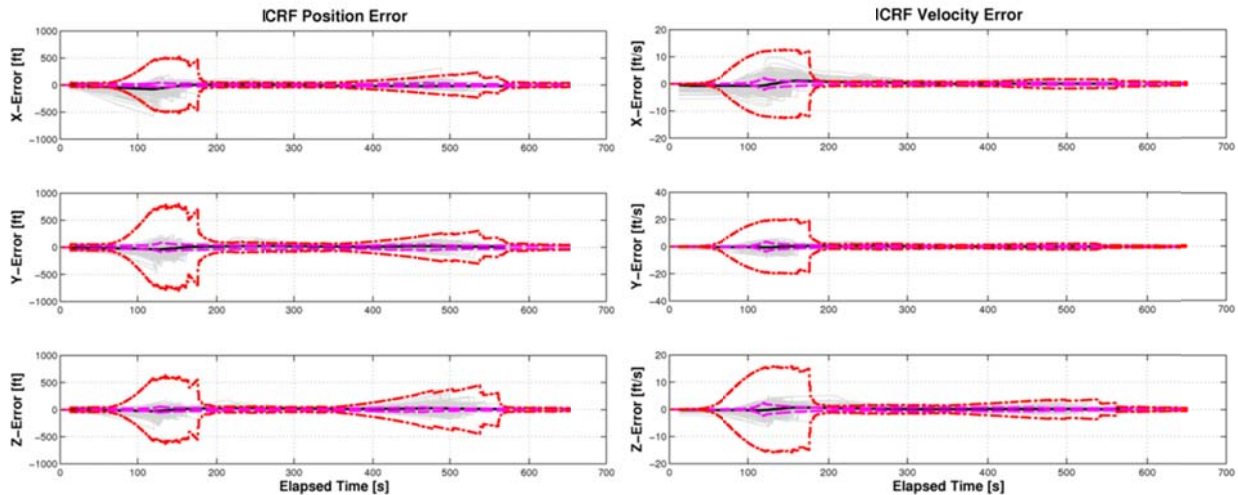 ICRF Position Error
X-Error [ft]
1000
500
0
-500
-1000
0 100 200 300 400 500 600 700
Y-Error [ft]
1000
500
0
-500
-1000
0 100 200 300 400 500 600 700
Z-Error [ft]
1000
500
0
-500
-1000
0 100 200 300 400 500 600 700
Elapsed Time [s]
ICRF Velocity Error
X-Error [ft/s]
20
10
0
-10
-20
0 100 200 300 400 500 600 700
Y-Error [ft/s]
40
20
0
-20
-40
0 100 200 300 400 500 600 700
Z-Error [ft/s]
20
10
0
-10
-20
0 100 200 300 400 500 600 700
Elapsed Time [s]